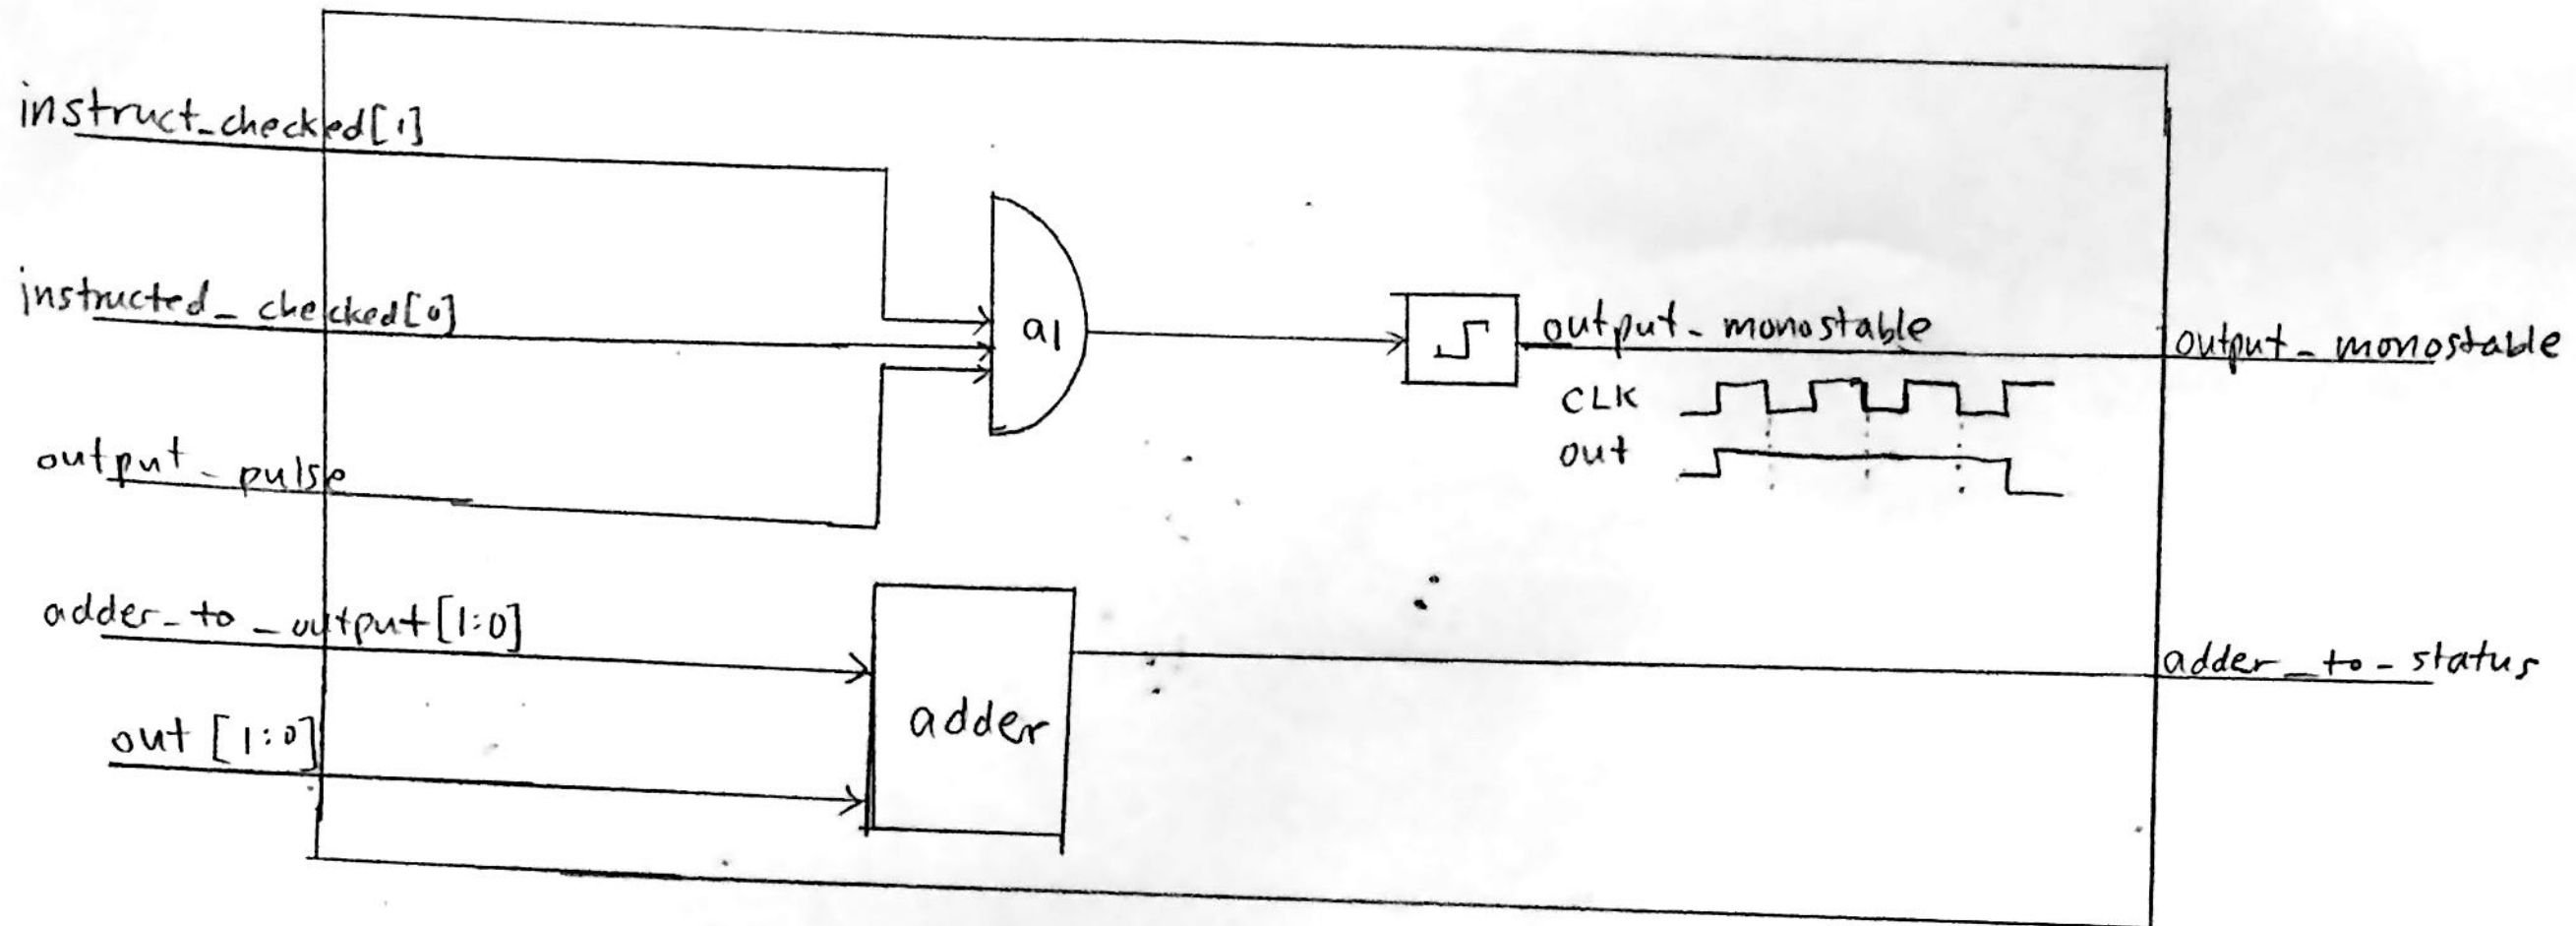 instruct_checked[1]
instructed_checked[0]
a1
output_monostable
output_monostable
CLK
out
output_pulse
adder_to_output[1:0]
adder_to_status
adder
out [1:0]